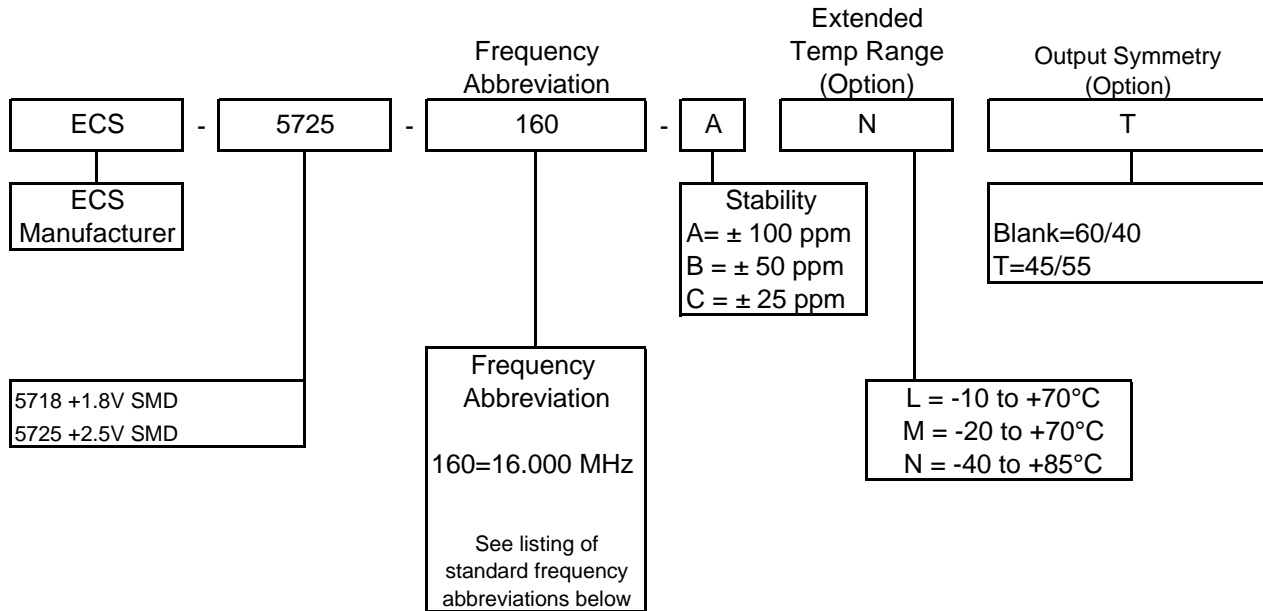 Frequency
Abbreviation
Extended
Temp Range
(Option)
Output Symmetry
(Option)
ECS - 5725 - 160 - A N T
ECS
Manufacturer
Stability
A= ± 100 ppm
B = ± 50 ppm
C = ± 25 ppm
Blank=60/40
T=45/55
5718 +1.8V SMD
5725 +2.5V SMD
Frequency
Abbreviation
160=16.000 MHz
See listing of
standard frequency
abbreviations below
L = -10 to +70°C
M = -20 to +70°C
N = -40 to +85°C